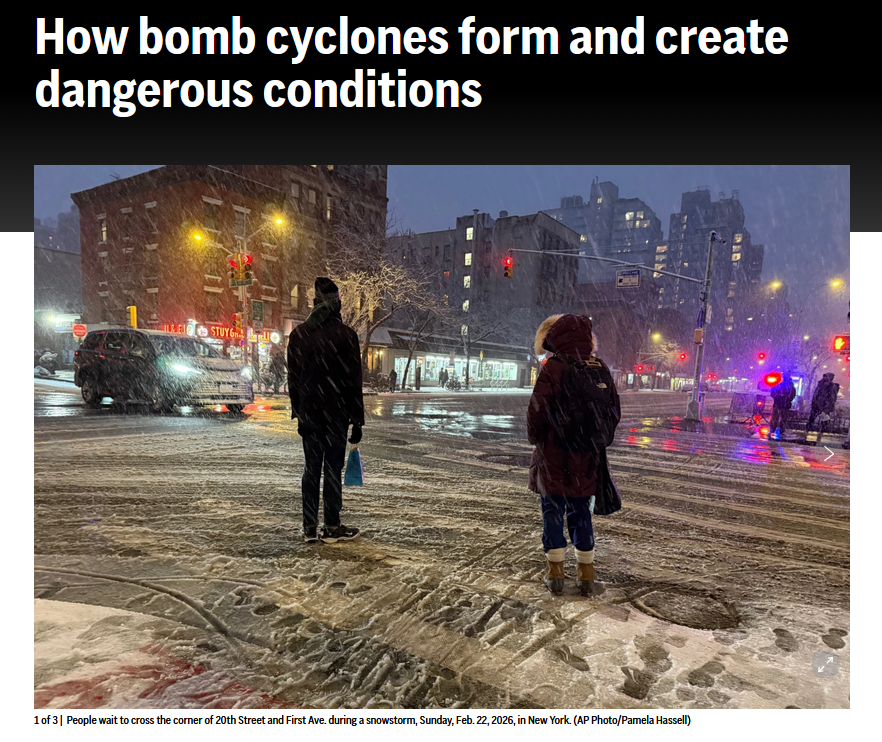 How bomb cyclones form and create
dangerous conditions
1 of 3 | People wait to cross the corner of 20th Street and First Ave. during a snowstorm, Sunday, Feb. 22, 2026, in New York. (AP Photo/Pamela Hassell)